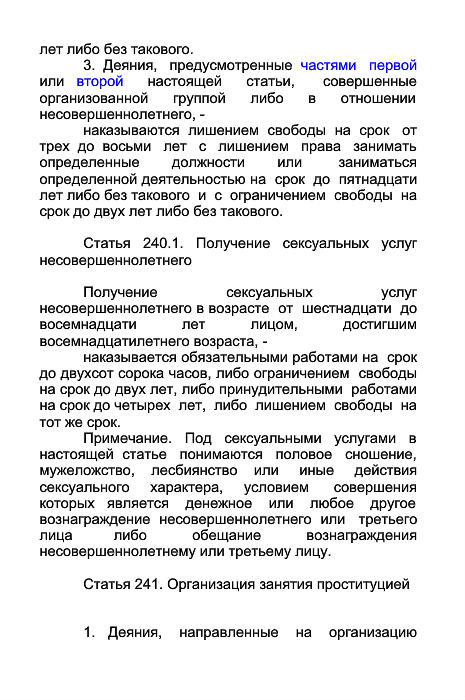 лет либо без такового.
3. Деяния, предусмотренные частями первой
или второй настоящей статьи, совершенные
организованной группой либо в отношении
несовершеннолетнего, -
наказываются лишением свободы на срок от
трех до восьми лет с лишением права занимать
определенные должности или заниматься
определенной деятельностью на срок до пятнадцати
лет либо без такового и с ограничением свободы на
срок до двух лет либо без такового.
Статья 240.1. Получение сексуальных услуг
несовершеннолетнего
Получение сексуальных услуг
несовершеннолетнего в возрасте от шестнадцати до
восемнадцати лет лицом, достигшим
восемнадцатилетнего возраста, -
наказывается обязательными работами на срок
до двухсот сорока часов, либо ограничением свободы
на срок до двух лет, либо принудительными работами
на срок до четырех лет, либо лишением свободы на
тот же срок.
Примечание. Под сексуальными услугами в
настоящей статье понимаются половое сношение,
мужеложство, лесбиянство или иные действия
сексуального характера, условием совершения
которых является денежное или любое другое
вознаграждение несовершеннолетнего или третьего
лица либо обещание вознаграждения
несовершеннолетнему или третьему лицу.
Статья 241. Организация занятия проституцией
1. Деяния, направленные на организацию